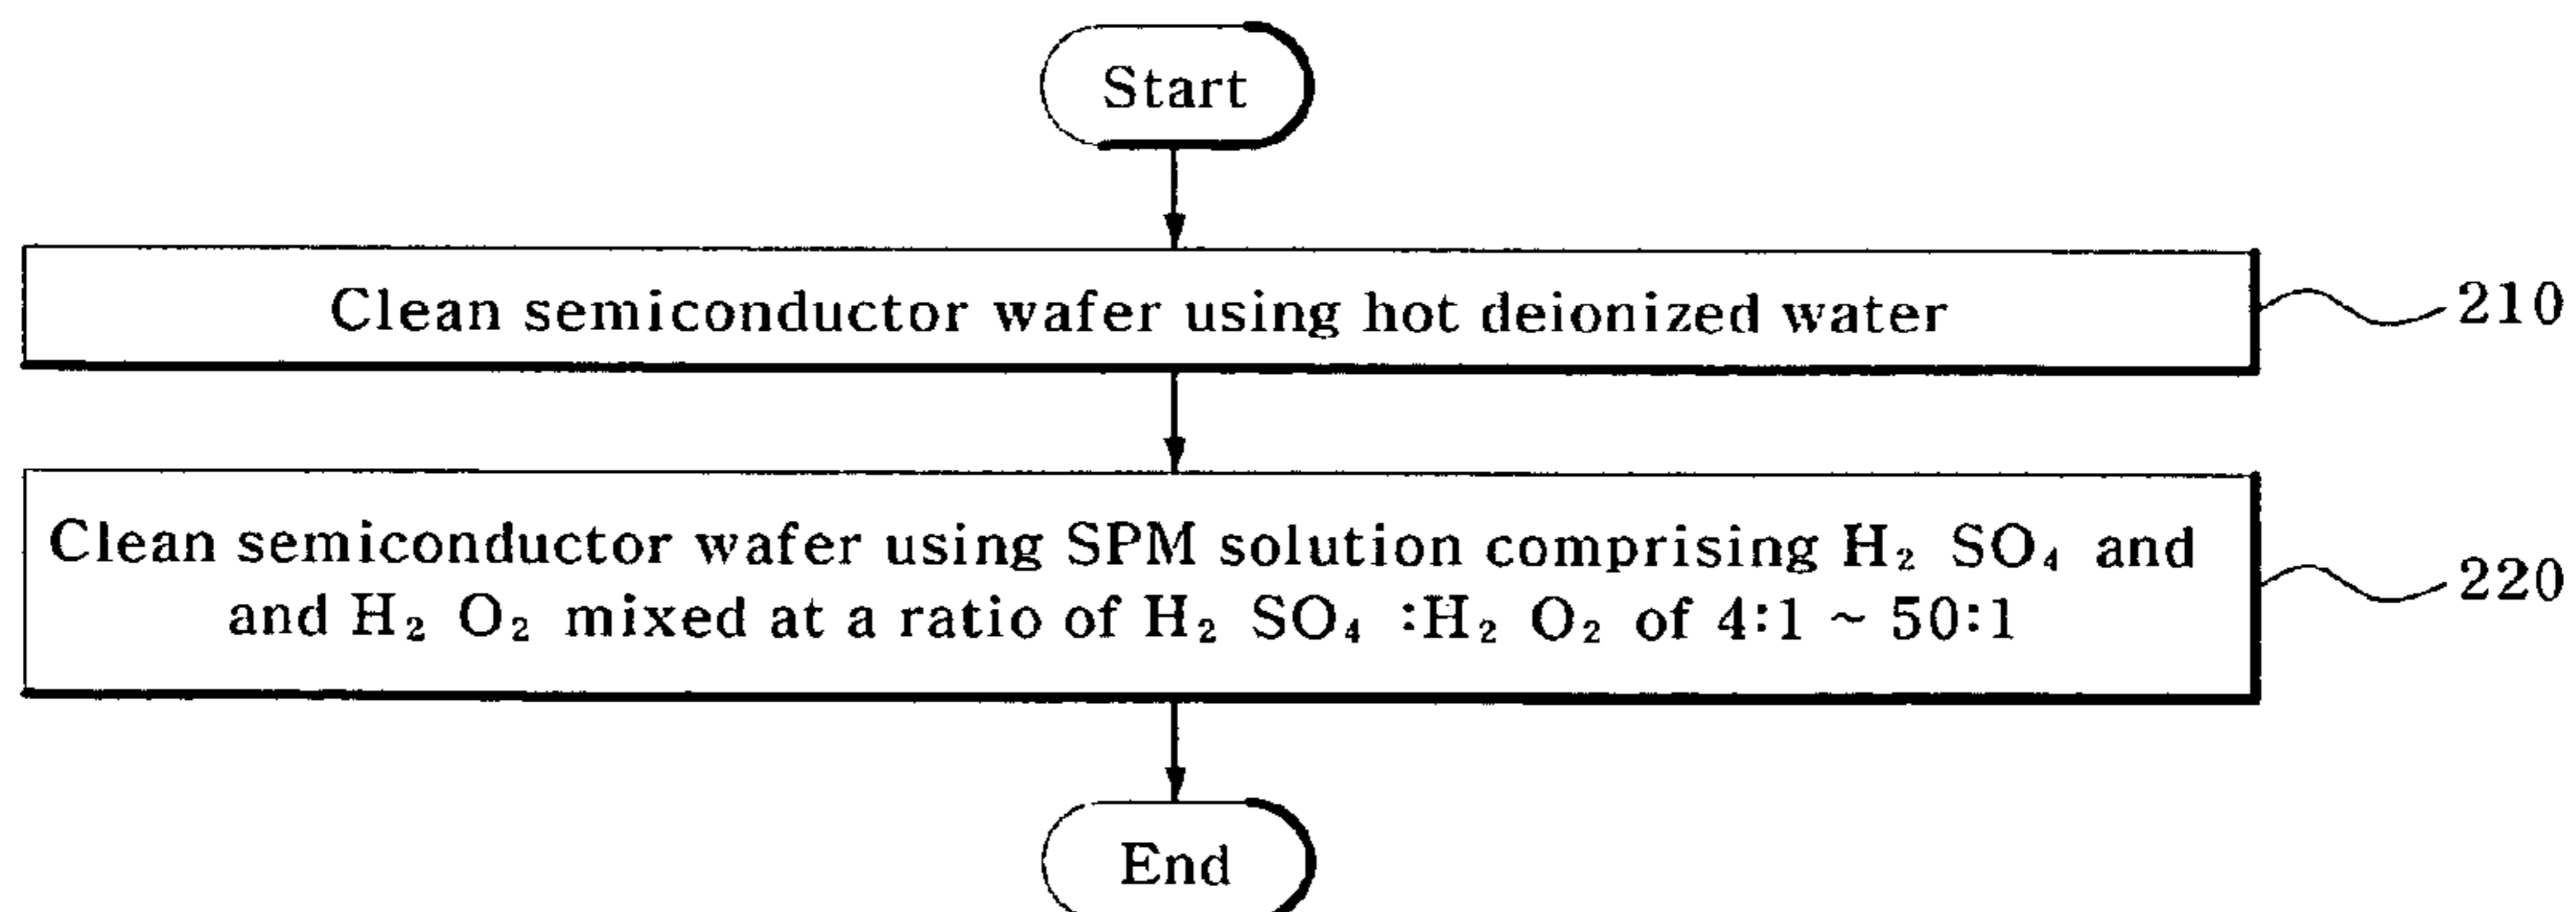 Start
Clean semiconductor wafer using hot deionized water
210
Clean semiconductor wafer using SPM solution comprising H₂ SO₄ and
and H₂ O₂ mixed at a ratio of H₂ SO₄ :H₂ O₂ of 4:1 ~ 50:1
220
End